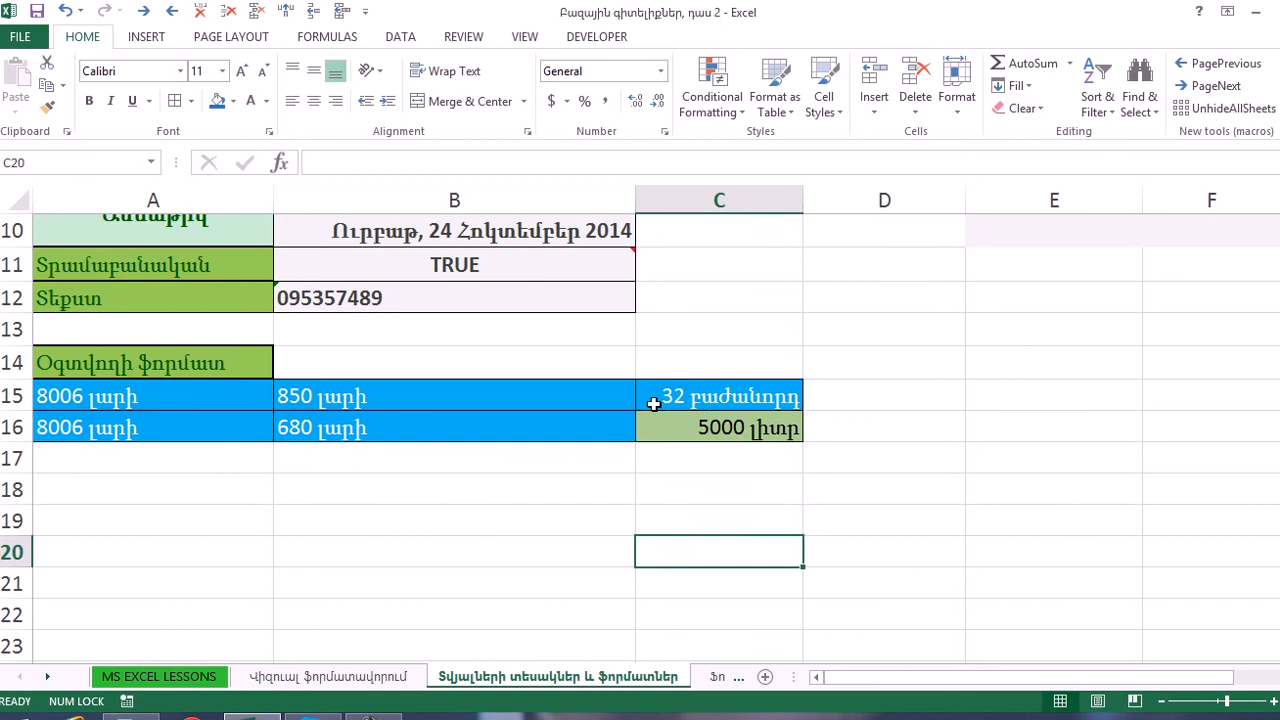 Բազային գիտելիքներ, դաս 2 - Excel
FILE HOME INSERT PAGE LAYOUT FORMULAS DATA REVIEW VIEW DEVELOPER
Paste
Calibri 11
B I U
Wrap Text
Merge & Center
General
$ % ,
Conditional Formatting
Format as Table
Cell Styles
Insert Delete Format
AutoSum
Fill
Clear
Sort & Filter
Find & Select
PagePrevious
PageNext
UnhideAllSheets
Clipboard Font Alignment Number Styles Cells Editing New tools (macros)
C20 fx
A B C D E F
10 Ամսաթիվ Ուրբաթ, 24 Հոկտեմբեր 2014
11 Տրամաբանական TRUE
12 Տեքստ 095357489
13
14 Օգտվողի ֆորմատ
15 8006 լարի 850 լարի 32 բաժանորդ
16 8006 լարի 680 լարի 5000 լիտր
17
18
19
20
21
22
23
MS EXCEL LESSONS Վիզուալ ֆորմատավորում Տվյալների տեսակներ և ֆորմատներ Ֆո ...
READY NUM LOCK